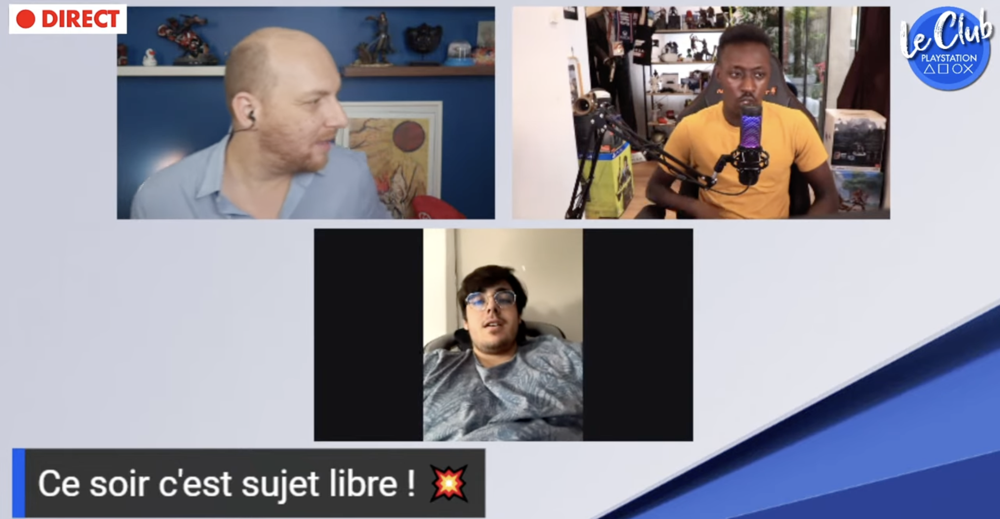 DIRECT
Le Club
PLAYSTATION
Ce soir c'est sujet libre ! 💥